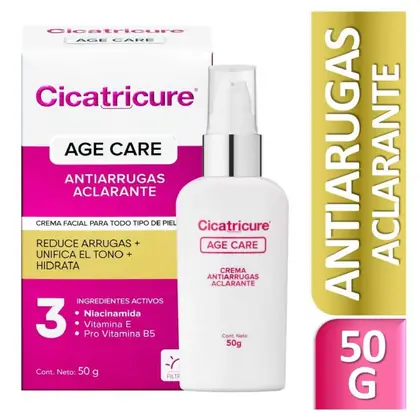 Cicatricure®
AGE CARE
ANTIARRUGAS
ACLARANTE
CREMA FACIAL PARA TODO TIPO DE PIEL
REDUCE ARRUGAS +
UNIFICA EL TONO +
HIDRATA
3
INGREDIENTES ACTIVOS
• Niacinamida
• Vitamina E
• Pro Vitamina B5
Cont. Neto: 50 g
FILT
Cicatricure®
AGE CARE
CREMA
ANTIARRUGAS
ACLARANTE
Cont. Neto
50g
ANTIARUGAS
ACLARANTE
50
G